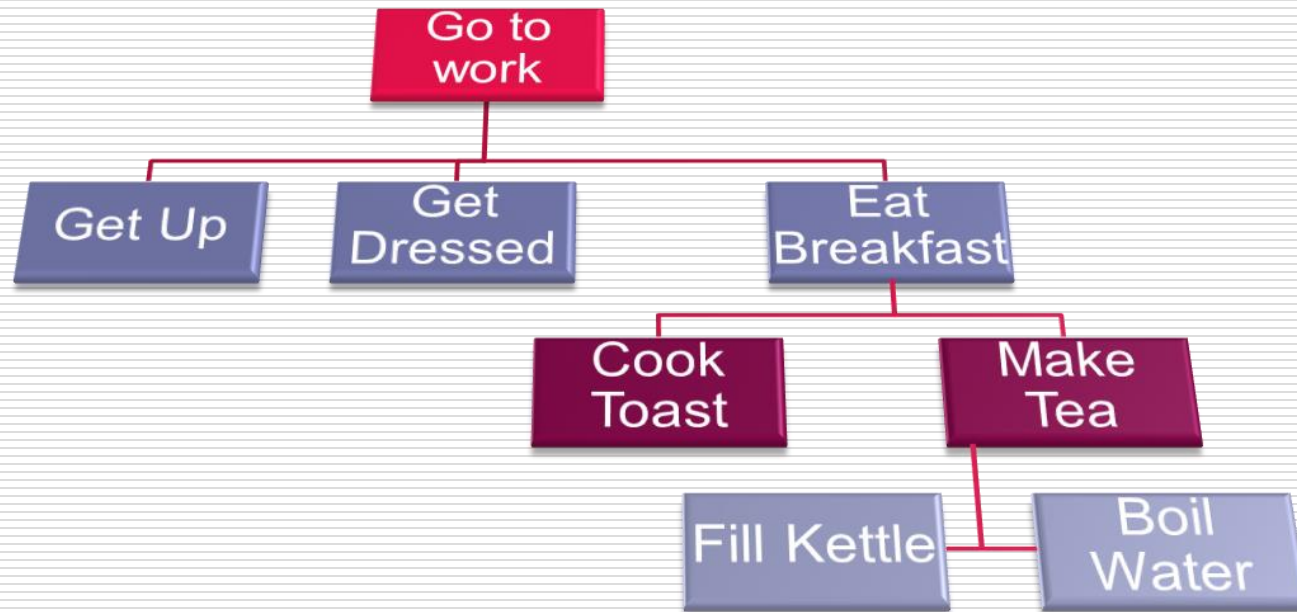 Go to
work
Get Up
Get
Dressed
Eat
Breakfast
Cook
Toast
Make
Tea
Fill Kettle
Boil
Water